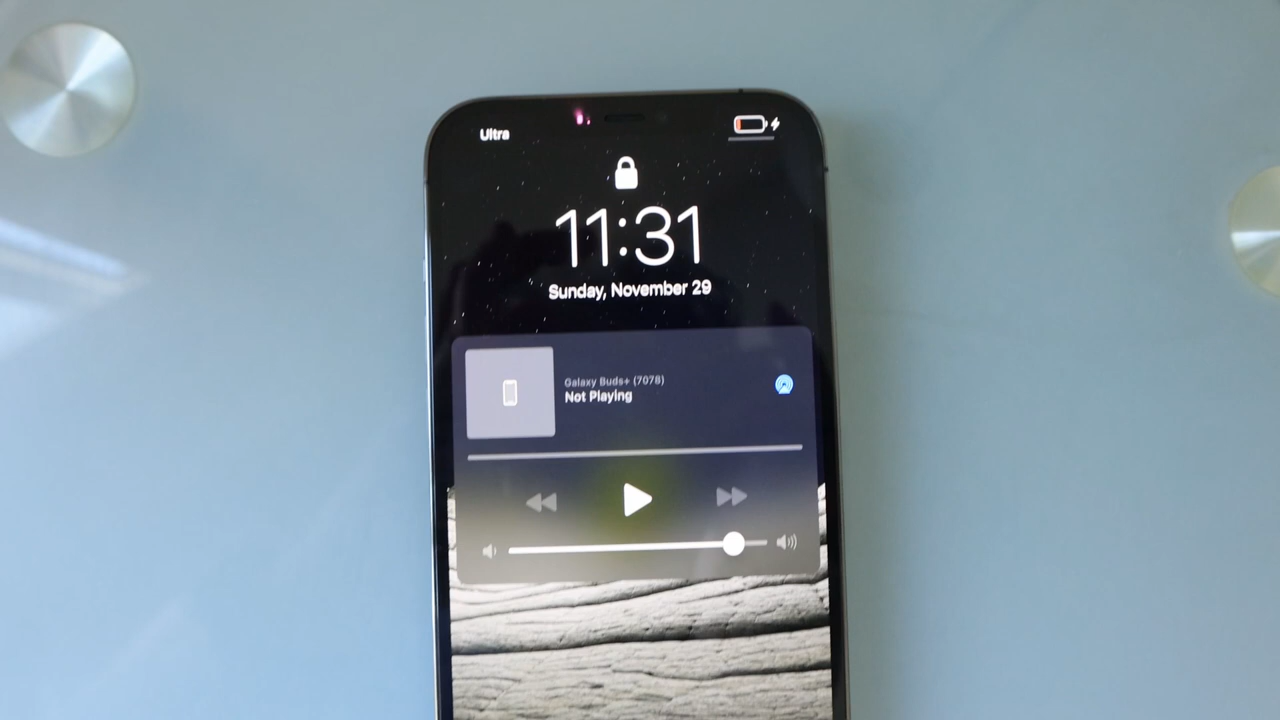 Ultra
11:31
Sunday, November 29
Galaxy Buds+ (7078)
Not Playing